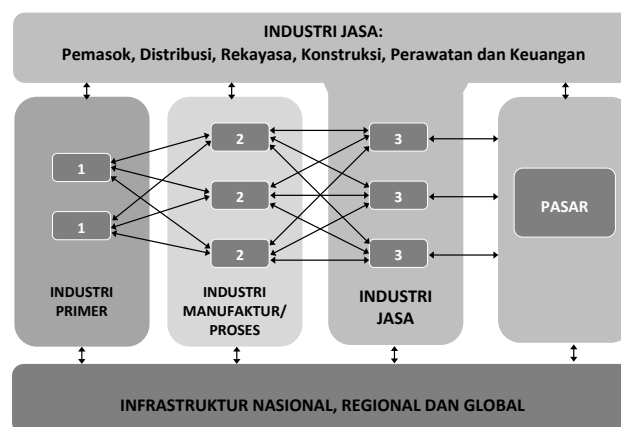 INDUSTRI JASA:
Pemasok, Distribusi, Rekayasa, Konstruksi, Perawatan dan Keuangan
1
1
INDUSTRI
PRIMER
2
2
2
INDUSTRI
MANUFAKTUR/
PROSES
3
3
3
INDUSTRI
JASA
PASAR
INFRASTRUKTUR NASIONAL, REGIONAL DAN GLOBAL